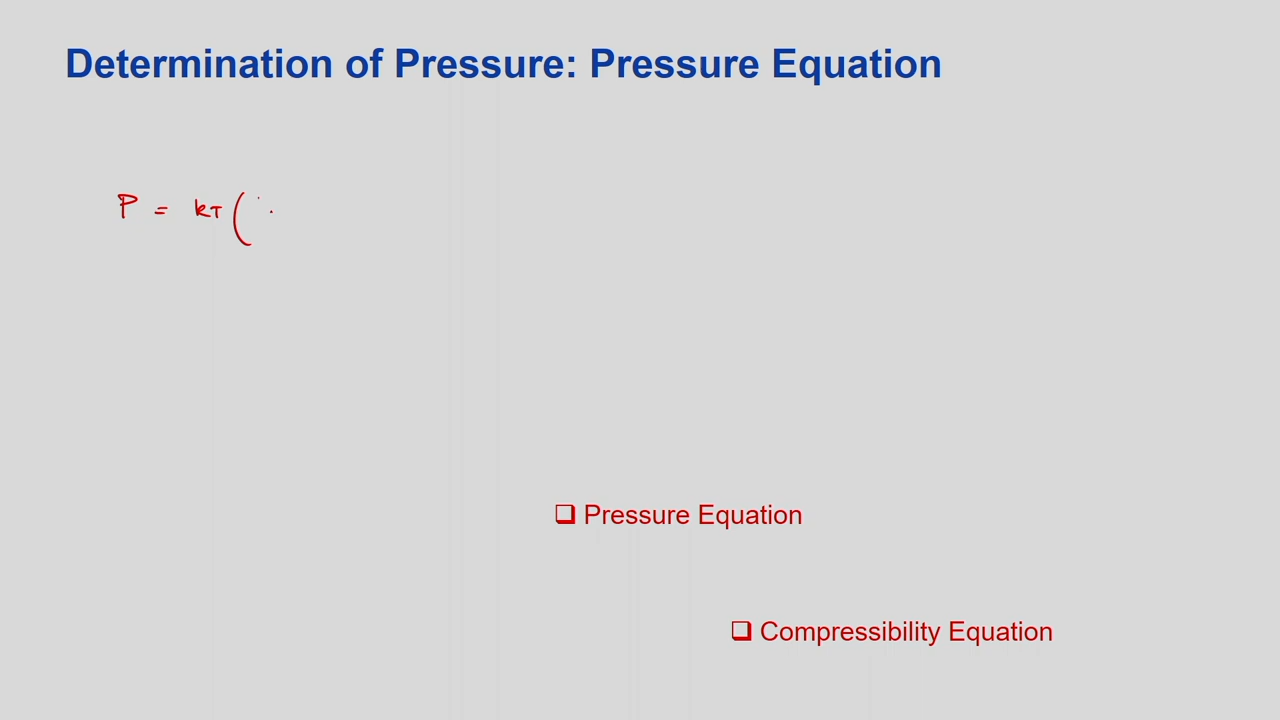 Determination of Pressure: Pressure Equation
P = kT (
❑ Pressure Equation
❑ Compressibility Equation